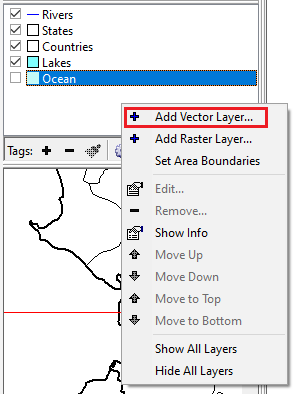 Rivers
States
Countries
Lakes
Ocean
Add Vector Layer...
Add Raster Layer...
Tags:
Set Area Boundaries
Edit...
Remove...
Show Info
Move Up
Move Down
Move to Top
Move to Bottom
Show All Layers
Hide All Layers